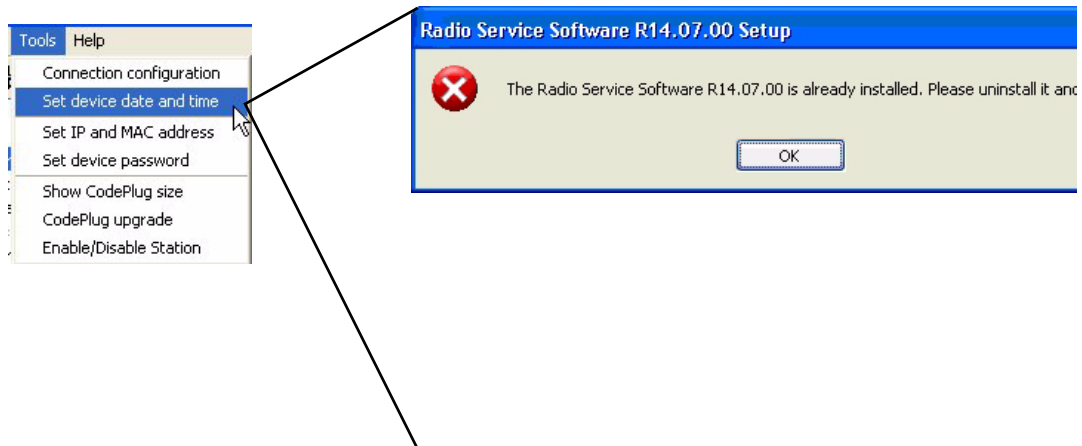 Tools Help
Connection configuration
Set device date and time
Set IP and MAC address
Set device password
Show CodePlug size
CodePlug upgrade
Enable/Disable Station
Radio Service Software R14.07.00 Setup
The Radio Service Software R14.07.00 is already installed. Please uninstall it and
OK